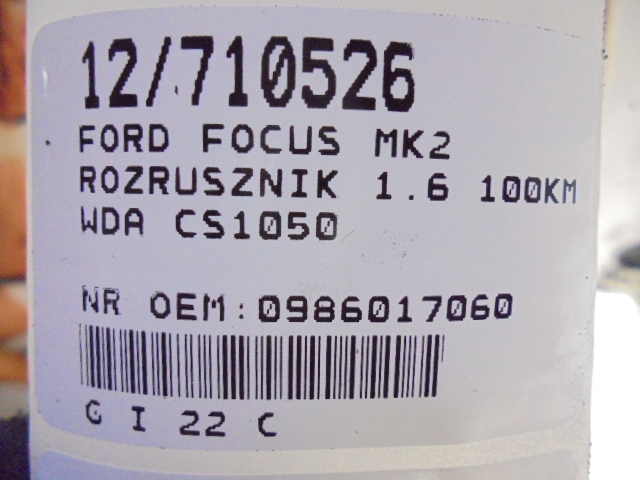 12/710526
FORD FOCUS MK2
ROZRUSZNIK 1.6 100KM
WDA CS1050
NR OEM:0986017060
G I 22 C